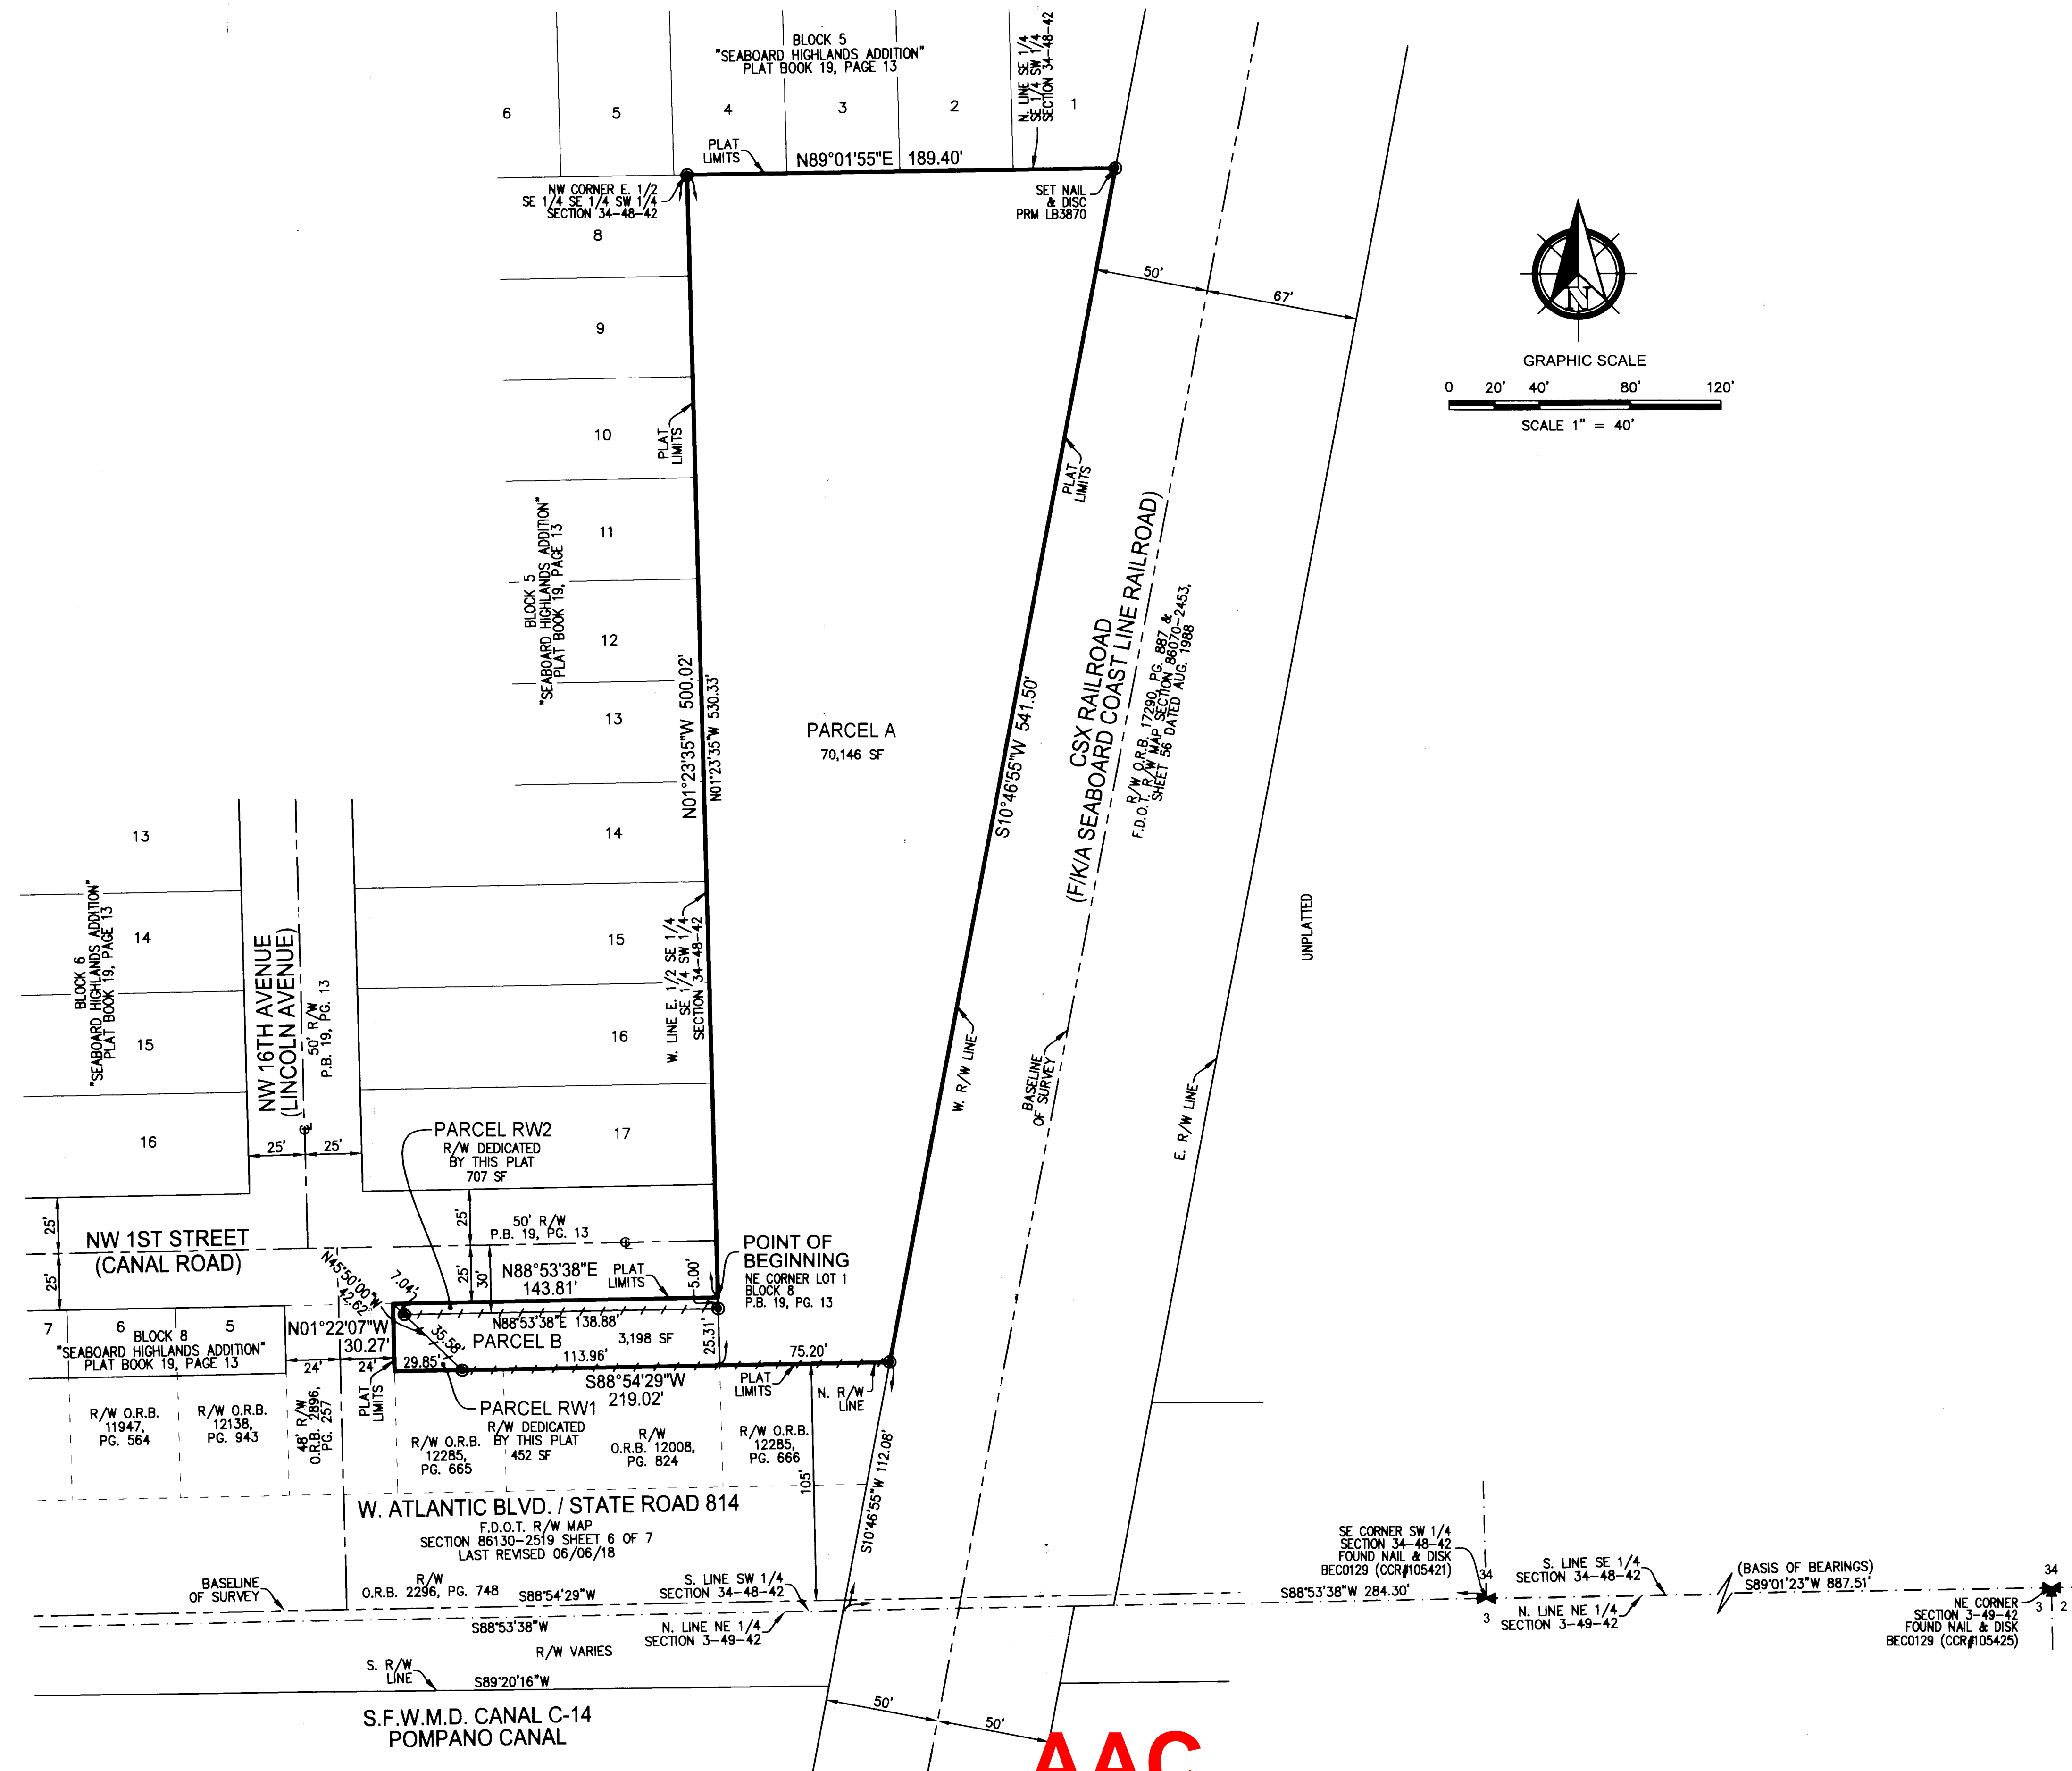 BLOCK 5
"SEABOARD HIGHLANDS ADDITION"
PLAT BOOK 19, PAGE 13
N. LINE SE 1/4
SE 1/4 SW 1/4
SECTION 34-48-42
6
5
4
3
2
1
PLAT
LIMITS
N89°01'55"E 189.40'
NW CORNER E. 1/2
SE 1/4 SE 1/4 SW 1/4
SECTION 34-48-42
SET NAIL
& DISC
PRM LB3870
50'
67'
N
GRAPHIC SCALE
0 20' 40' 80' 120'
SCALE 1" = 40'
8
9
10
11
12
13
14
15
16
17
PLAT
LIMITS
PLAT
LIMITS
BLOCK 5
"SEABOARD HIGHLANDS ADDITION"
PLAT BOOK 19, PAGE 13
N01°23'35"W 500.02'
N01°23'35"W 530.33'
PARCEL A
70,146 SF
S10°46'55"W 541.50'
CSX RAILROAD
(F/K/A SEABOARD COAST LINE RAILROAD)
R/W O.R.B. 17290, PG. 887 &
F.D.O.T. R/W MAP SECTION 86070-2453,
SHEET 56 DATED AUG. 1988
UNPLATTED
13
14
15
16
BLOCK 6
"SEABOARD HIGHLANDS ADDITION"
PLAT BOOK 19, PAGE 13
NW 16TH AVENUE
(LINCOLN AVENUE)
50' R/W
P.B. 19, PG. 13
W. LINE E. 1/2 SE 1/4
SE 1/4 SW 1/4
SECTION 34-48-42
W. R/W LINE
BASELINE
OF SURVEY
E. R/W LINE
25' 25'
PARCEL RW2
R/W DEDICATED
BY THIS PLAT
707 SF
25'
25'
NW 1ST STREET
(CANAL ROAD)
25'
50' R/W
P.B. 19, PG. 13
25'
30'
N45°50'00"W
42.62'
7.04'
N88°53'38"E
143.81'
PLAT
LIMITS
5.00'
POINT OF
BEGINNING
NE CORNER LOT 1
BLOCK 8
P.B. 19, PG. 13
7
6
5
BLOCK 8
"SEABOARD HIGHLANDS ADDITION"
PLAT BOOK 19, PAGE 13
N01°22'07"W
30.27'
24' 24'
35.58'
N88°53'38"E 138.88'
PARCEL B
3,198 SF
25.31'
29.85'
113.96'
75.20'
S88°54'29"W
219.02'
PLAT
LIMITS
N. R/W
LINE
PLAT
LIMITS
PARCEL RW1
R/W DEDICATED
BY THIS PLAT
452 SF
R/W O.R.B.
11947,
PG. 564
R/W O.R.B.
12138,
PG. 943
48' R/W
O.R.B. 2896,
PG. 257
R/W O.R.B.
12285,
PG. 665
R/W
O.R.B. 12008,
PG. 824
R/W O.R.B.
12285,
PG. 666
105'
S10°46'55"W 112.08'
W. ATLANTIC BLVD. / STATE ROAD 814
F.D.O.T. R/W MAP
SECTION 86130-2519 SHEET 6 OF 7
LAST REVISED 06/06/18
BASELINE
OF SURVEY
R/W
O.R.B. 2296, PG. 748
S88°54'29"W
S. LINE SW 1/4
SECTION 34-48-42
S88°53'38"W
N. LINE NE 1/4
SECTION 3-49-42
R/W VARIES
S. R/W
LINE
S89°20'16"W
S.F.W.M.D. CANAL C-14
POMPANO CANAL
50'
50'
SE CORNER SW 1/4
SECTION 34-48-42
FOUND NAIL & DISK
BEC0129 (CCR#105421)
S88°53'38"W 284.30'
34
3
S. LINE SE 1/4
SECTION 34-48-42
N. LINE NE 1/4
SECTION 3-49-42
(BASIS OF BEARINGS)
S89°01'23"W 887.51'
34
3 2
NE CORNER
SECTION 3-49-42
FOUND NAIL & DISK
BEC0129 (CCR#105425)
AAC